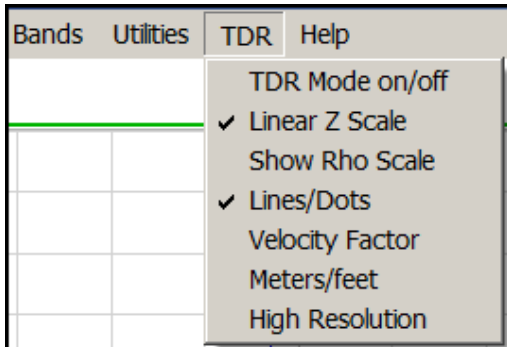 Bands Utilities TDR Help
TDR Mode on/off
Linear Z Scale
Show Rho Scale
Lines/Dots
Velocity Factor
Meters/feet
High Resolution